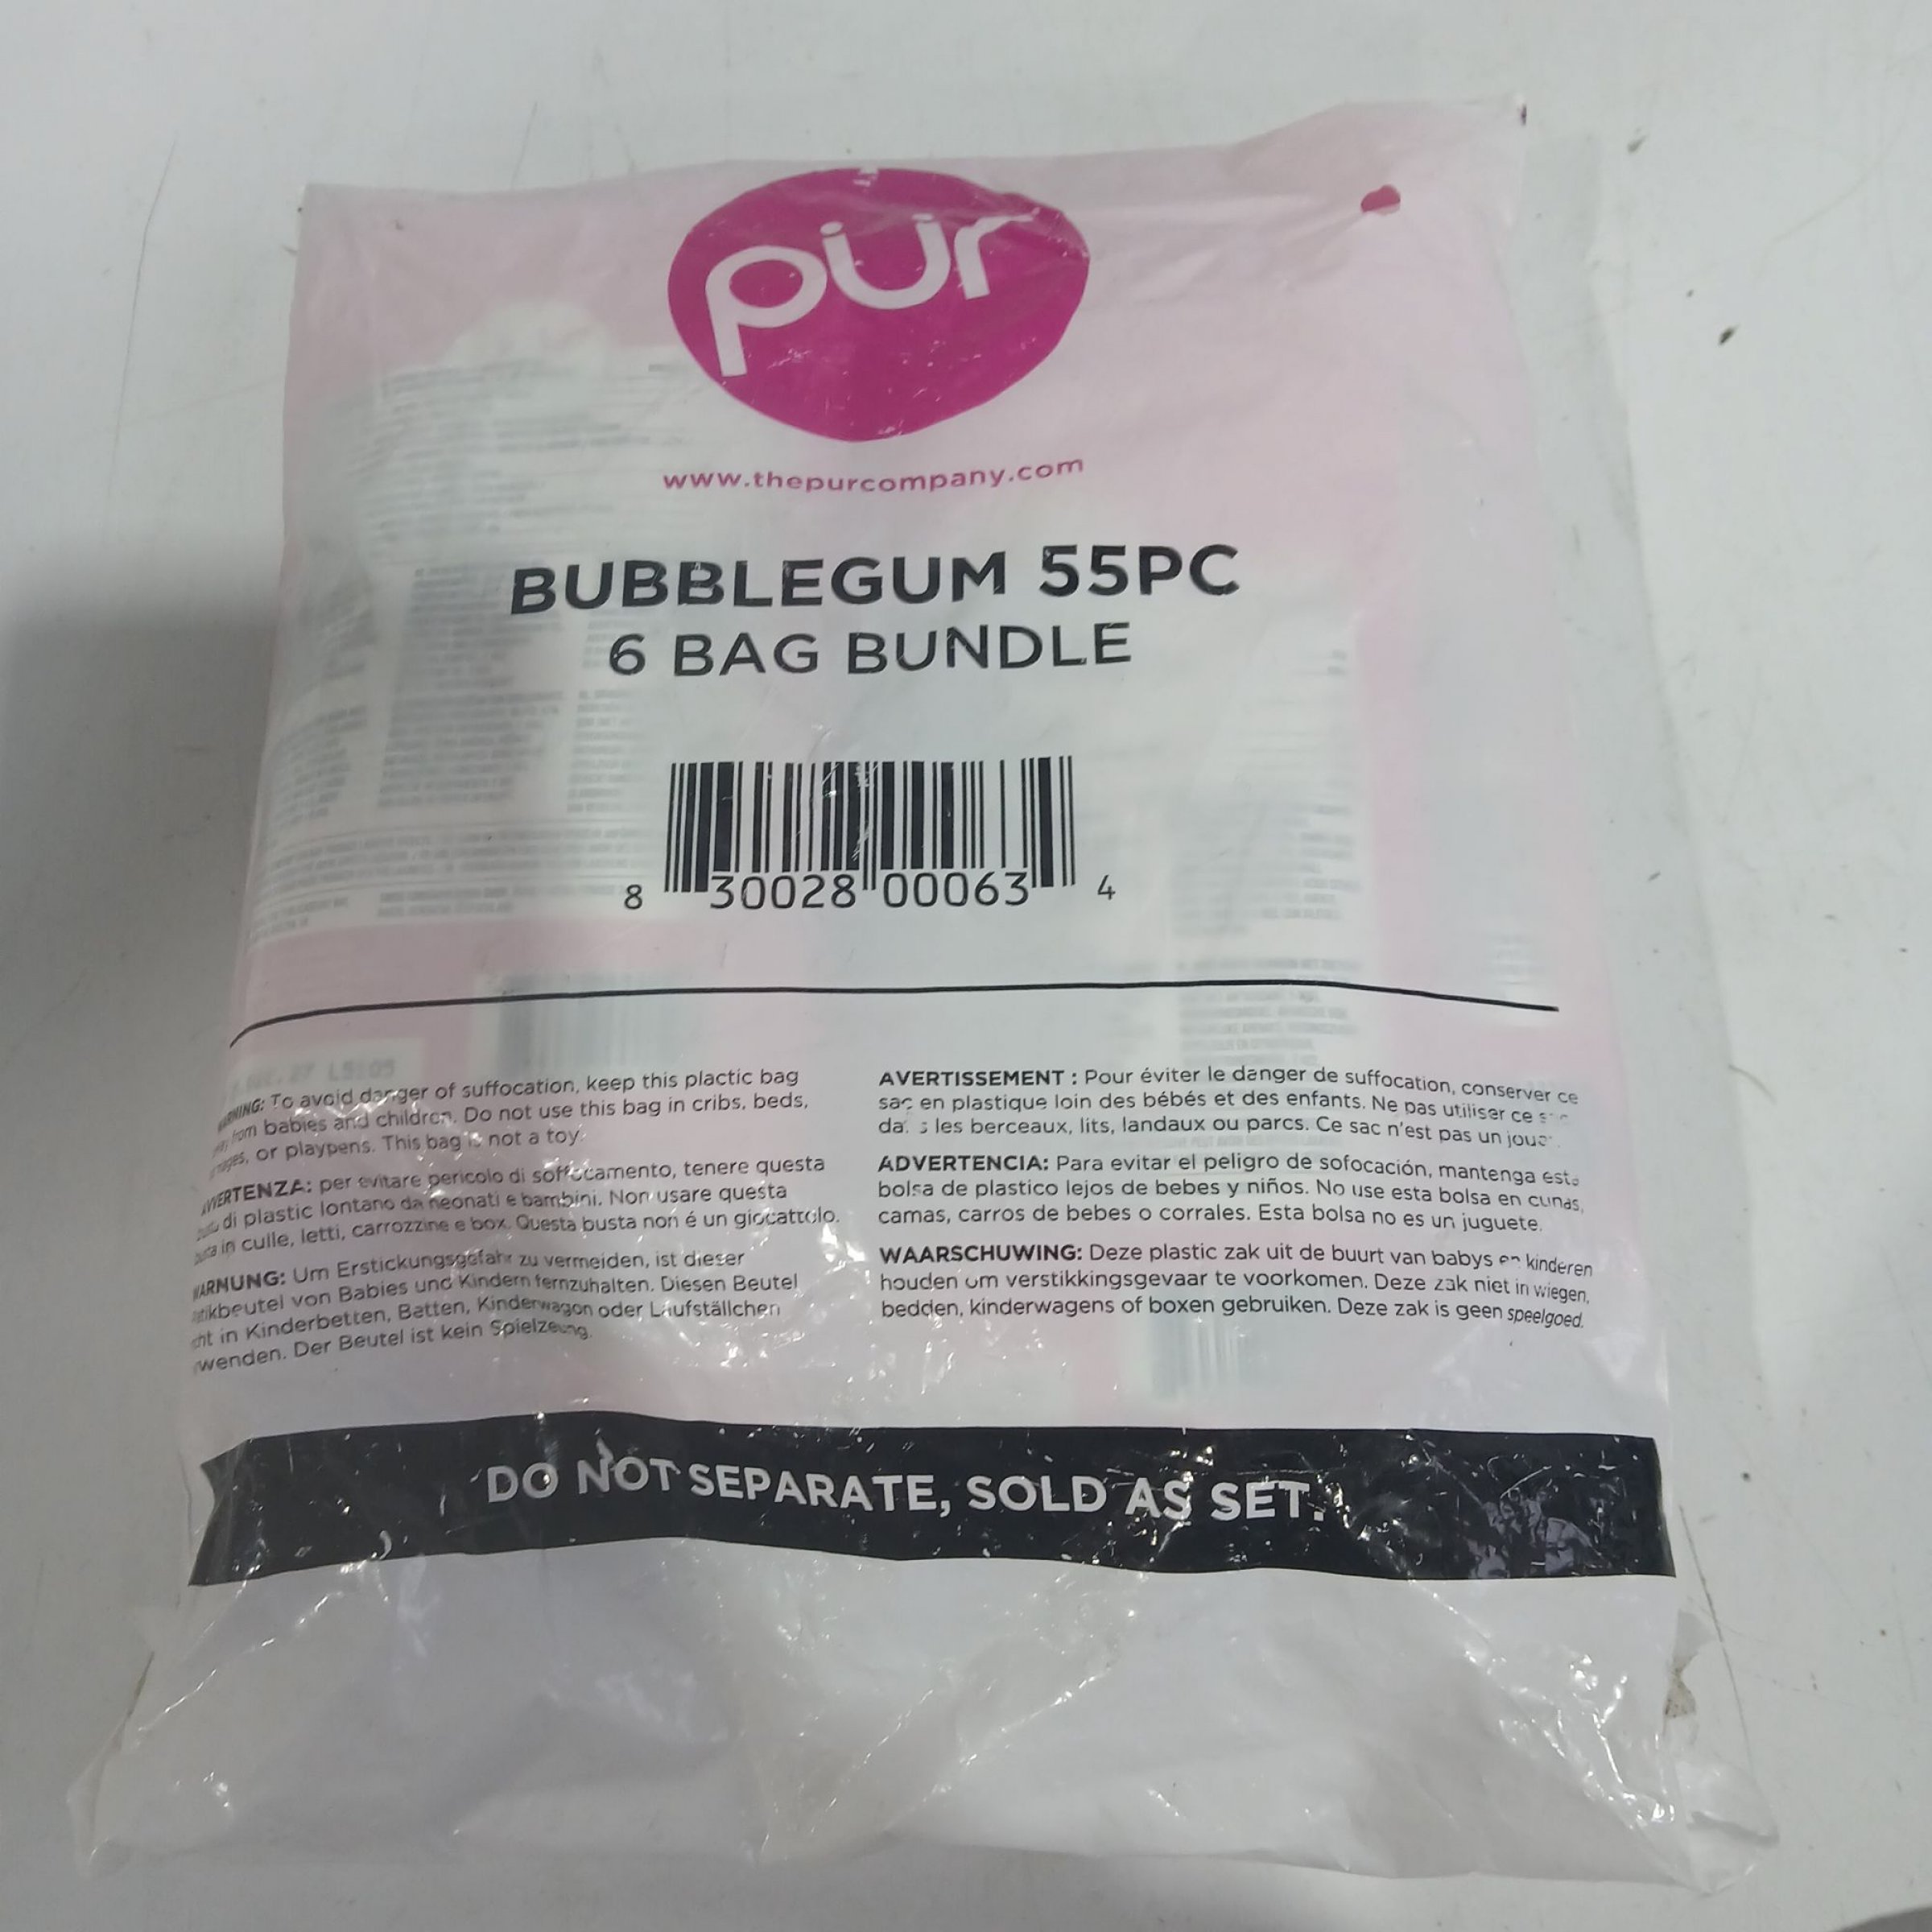 pür
www.thepurcompany.com
BUBBLEGUM 55PC
6 BAG BUNDLE
8 30028 00063 4
To avoid danger of suffocation, keep this plactic bag
from babies and children. Do not use this bag in cribs, beds,
or playpens. This bag is not a toy.
per evitare pericolo di soffocamento, tenere questa
di plastic lontano da neonati e bambini. Non usare questa
in culle, letti, carrozzine e box. Questa busta non é un giocattolo.
Um Erstickungsgefahr zu vermeiden, ist dieser
von Babies und Kindern fernzuhalten. Diesen Beutel
in Kinderbetten, Betten, Kinderwagon oder Laufställchen
Der Beutel ist kein Spielzeung.
AVERTISSEMENT : Pour éviter le danger de suffocation, conserver ce
sac en plastique loin des bébés et des enfants. Ne pas utiliser ce
dans les berceaux, lits, landaux ou parcs. Ce sac n'est pas un
ADVERTENCIA: Para evitar el peligro de sofocación, mantenga esta
bolsa de plastico lejos de bebes y niños. No use esta bolsa en cunas,
camas, carros de bebes o corrales. Esta bolsa no es un juguete.
WAARSCHUWING: Deze plastic zak uit de buurt van babys en kinderen
houden om verstikkingsgevaar te voorkomen. Deze zak niet in wiegen,
bedden, kinderwagens of boxen gebruiken. Deze zak is geen speelgoed.
DO NOT SEPARATE, SOLD AS SET.